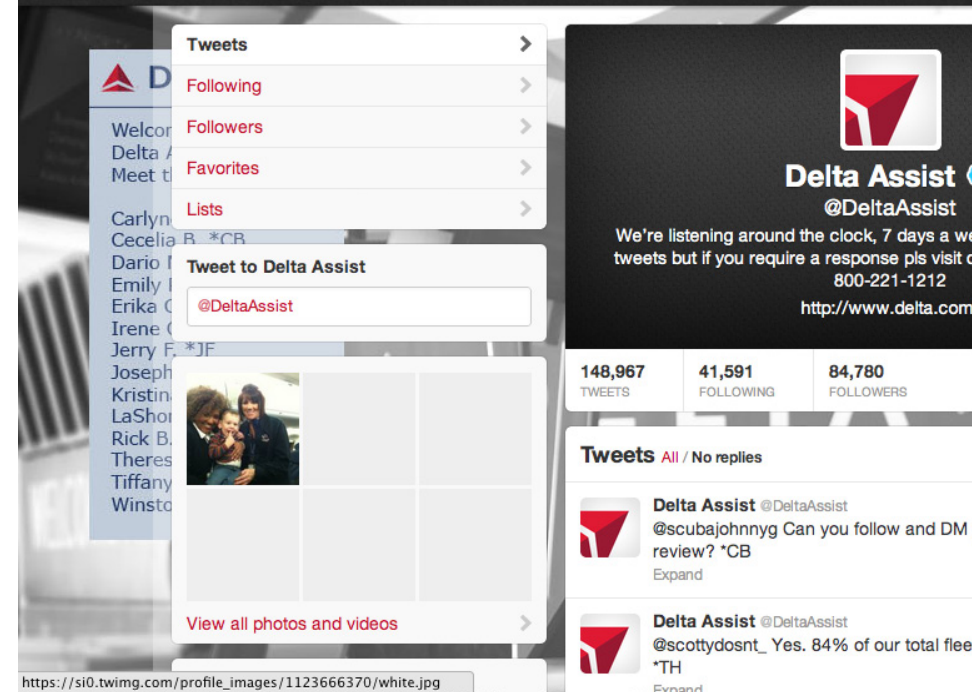 Tweets
Following
Followers
Favorites
Lists
D
Welcor
Delta A
Meet t
Carlyn
Cecelia B. *CB
Dario
Emily
Erika
Irene
Jerry F. *JF
Joseph
Kristin
LaShor
Rick B.
Theres
Tiffany
Winsto
Tweet to Delta Assist
@DeltaAssist
View all photos and videos
Delta Assist
@DeltaAssist
We're listening around the clock, 7 days a we
tweets but if you require a response pls visit
800-221-1212
http://www.delta.com
148,967 41,591 84,780
TWEETS FOLLOWING FOLLOWERS
Tweets All / No replies
Delta Assist @DeltaAssist
@scubajohnnyg Can you follow and DM
review? *CB
Expand
Delta Assist @DeltaAssist
@scottydosnt_ Yes. 84% of our total flee
*TH
Expand
https://si0.twimg.com/profile_images/1123666370/white.jpg